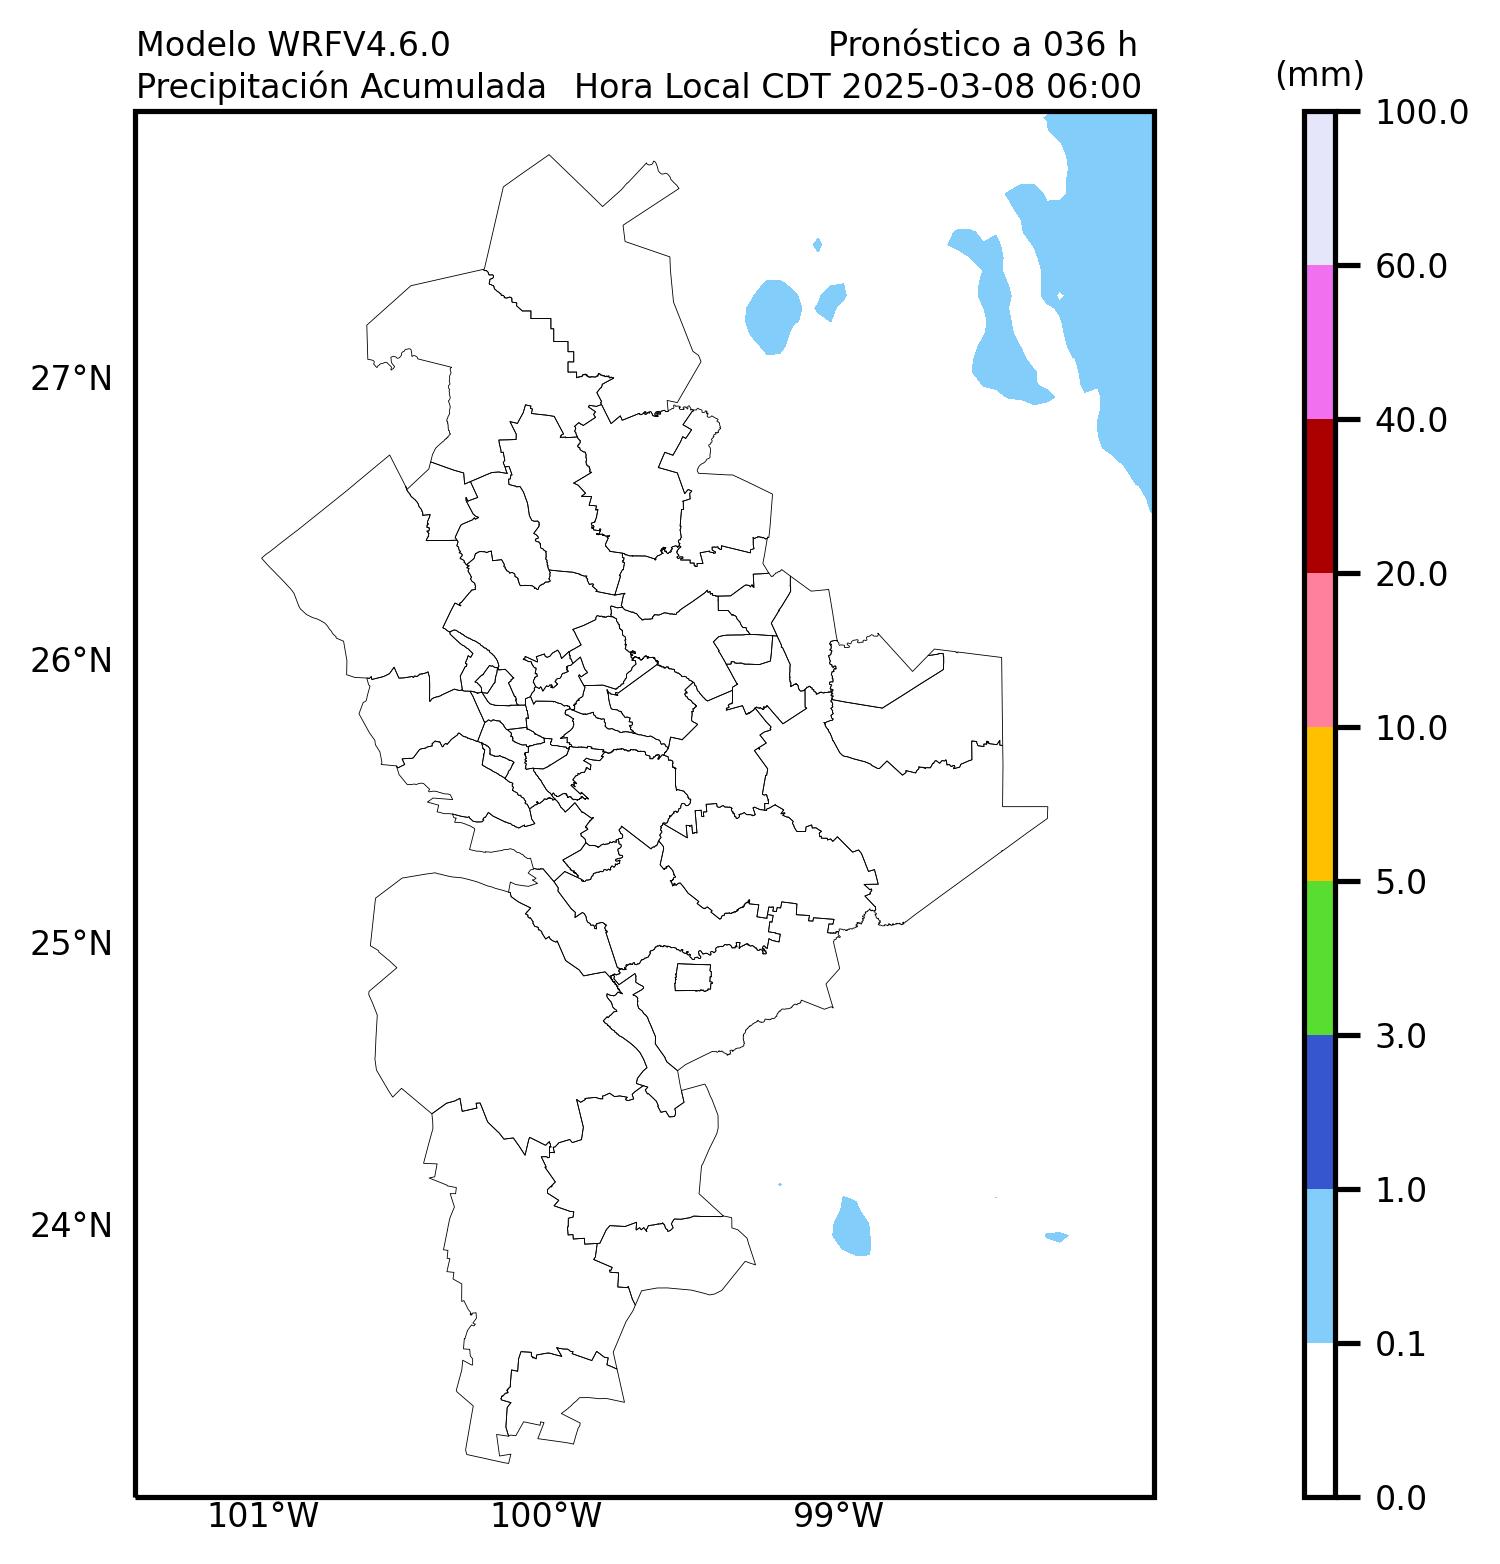 Modelo WRFV4.6.0 Pronóstico a 036 h
Precipitación Acumulada Hora Local CDT 2025-03-08 06:00
(mm)
100.0
60.0
40.0
20.0
10.0
5.0
3.0
1.0
0.1
0.0
27°N
26°N
25°N
24°N
101°W 100°W 99°W